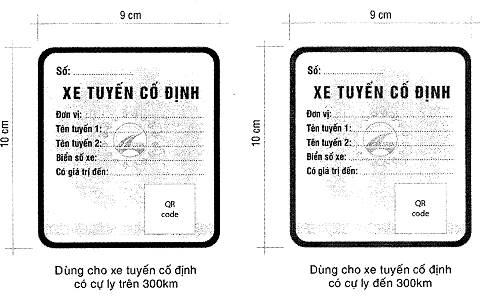 9 cm
10 cm
Số:
XE TUYẾN CỐ ĐỊNH
Đơn vị:
Tên tuyến 1:
Tên tuyến 2:
Biển số xe:
Có giá trị đến:
QR
code
Dùng cho xe tuyến cố định
có cự ly trên 300km
9 cm
10 cm
Số:
XE TUYẾN CỐ ĐỊNH
Đơn vị:
Tên tuyến 1:
Tên tuyến 2:
Biển số xe:
Có giá trị đến:
QR
code
Dùng cho xe tuyến cố định
có cự ly đến 300km